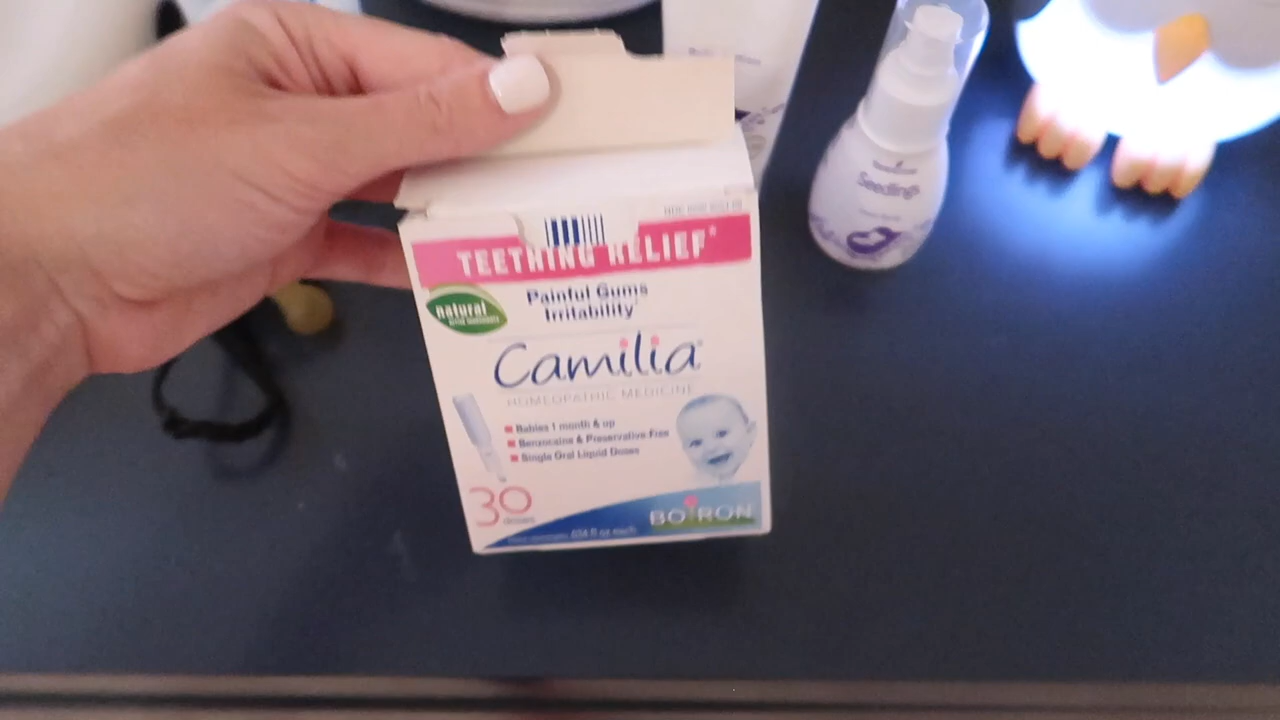 TEETHING RELIEF
Painful Gums
Irritability
natural
Camilia
HOMEOPATHIC MEDICINE
Babies 1 month & up
Benzocaine & Preservative Free
Single Oral Liquid Doses
30
doses
BOIRON
Seedlings